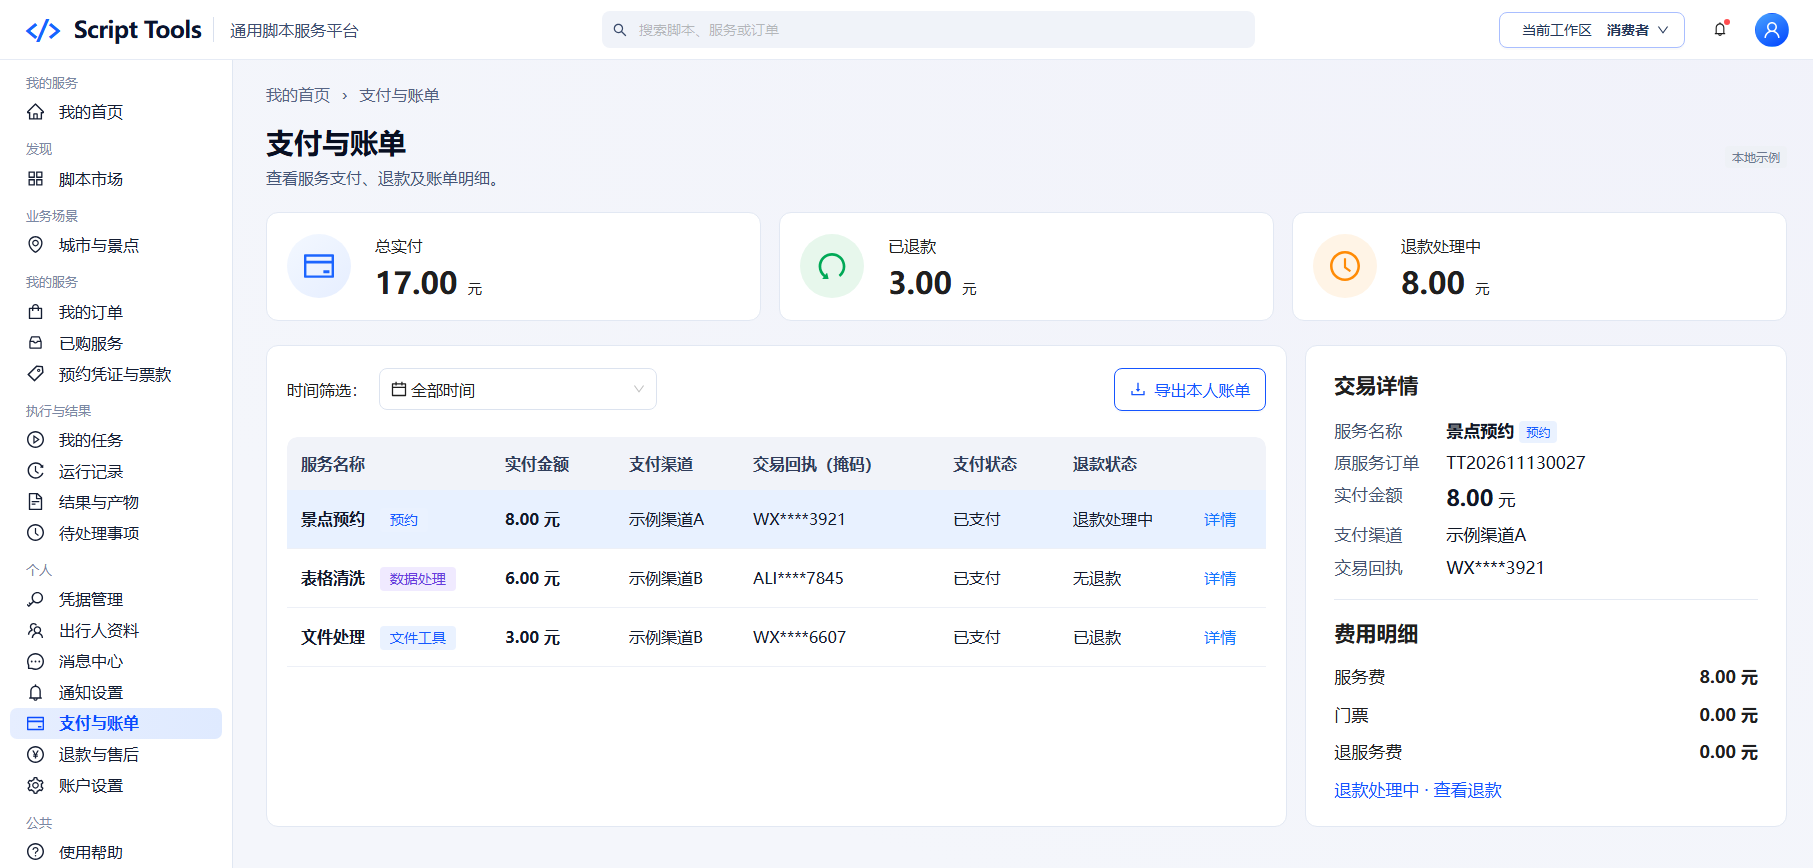 </> Script Tools 通用脚本服务平台
搜索脚本、服务或订单
当前工作区 消费者
我的服务
我的首页
发现
脚本市场
业务场景
城市与景点
我的服务
我的订单
已购服务
预约凭证与票款
执行与结果
我的任务
运行记录
结果与产物
待处理事项
个人
凭据管理
出行人资料
消息中心
通知设置
支付与账单
退款与售后
账户设置
公共
使用帮助
我的首页 › 支付与账单
支付与账单
查看服务支付、退款及账单明细。
本地示例
总实付
17.00 元
已退款
3.00 元
退款处理中
8.00 元
时间筛选： 全部时间
导出本人账单
服务名称 实付金额 支付渠道 交易回执（掩码） 支付状态 退款状态
景点预约 预约 8.00 元 示例渠道A WX****3921 已支付 退款处理中 详情
表格清洗 数据处理 6.00 元 示例渠道B ALI****7845 已支付 无退款 详情
文件处理 文件工具 3.00 元 示例渠道B WX****6607 已支付 已退款 详情
交易详情
服务名称 景点预约 预约
原服务订单 TT202611130027
实付金额 8.00 元
支付渠道 示例渠道A
交易回执 WX****3921
费用明细
服务费 8.00 元
门票 0.00 元
退服务费 0.00 元
退款处理中 · 查看退款